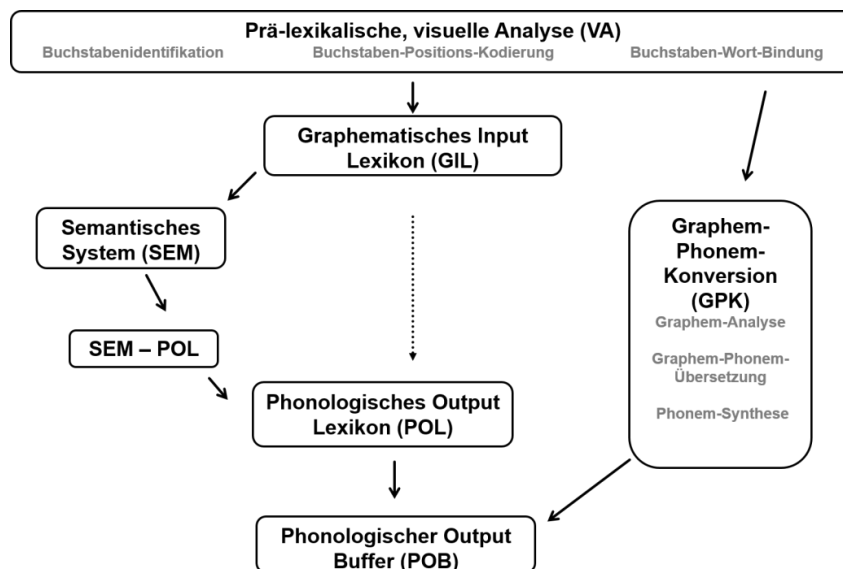 Prä-lexikalische, visuelle Analyse (VA)
Buchstabenidentifikation
Buchstaben-Positions-Kodierung
Buchstaben-Wort-Bindung
Graphematisches Input
Lexikon (GIL)
Semantisches
System (SEM)
SEM – POL
Phonologisches Output
Lexikon (POL)
Graphem-
Phonem-
Konversion
(GPK)
Graphem-Analyse
Graphem-Phonem-
Übersetzung
Phonem-Synthese
Phonologischer Output
Buffer (POB)